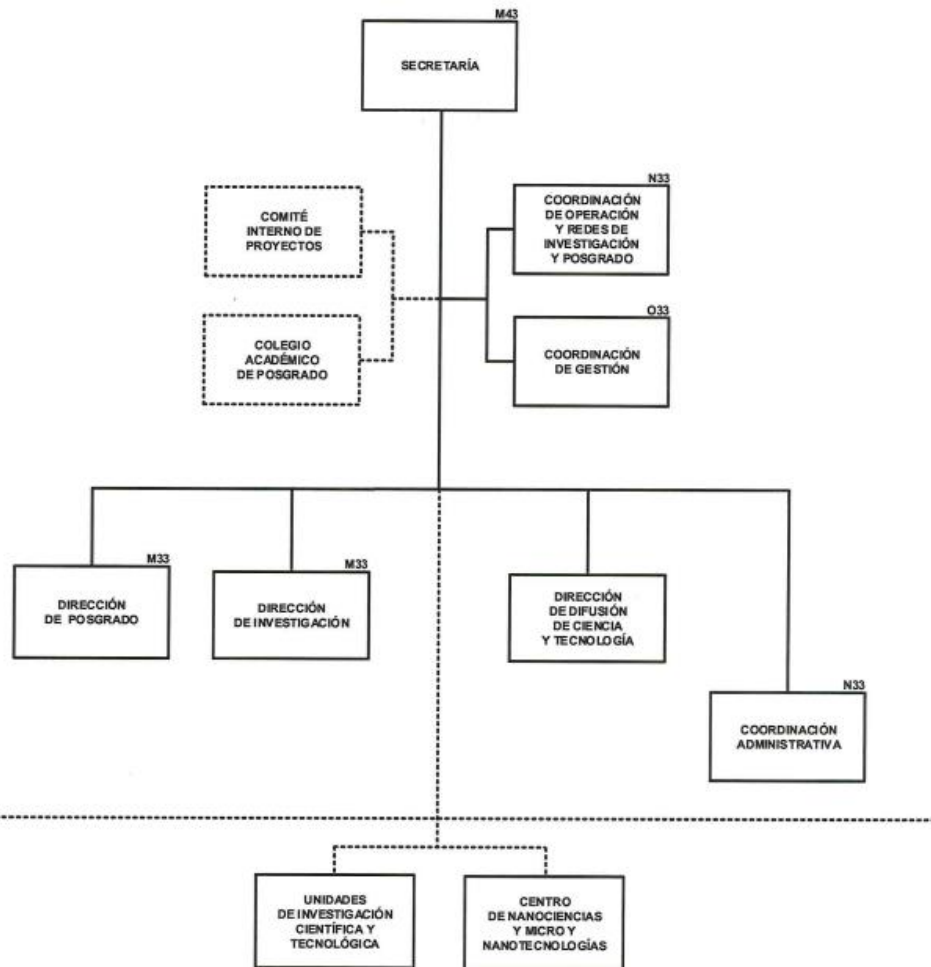 M43
SECRETARÍA
COMITÉ
INTERNO DE
PROYECTOS
N33
COORDINACIÓN
DE OPERACIÓN
Y REDES DE
INVESTIGACIÓN
Y POSGRADO
COLEGIO
ACADÉMICO
DE POSGRADO
O33
COORDINACIÓN
DE GESTIÓN
M33
DIRECCIÓN
DE POSGRADO
M33
DIRECCIÓN
DE INVESTIGACIÓN
DIRECCIÓN
DE DIFUSIÓN
DE CIENCIA
Y TECNOLOGÍA
N33
COORDINACIÓN
ADMINISTRATIVA
UNIDADES
DE INVESTIGACIÓN
CIENTÍFICA Y
TECNOLÓGICA
CENTRO
DE NANOCIENCIAS
Y MICRO Y
NANOTECNOLOGÍAS